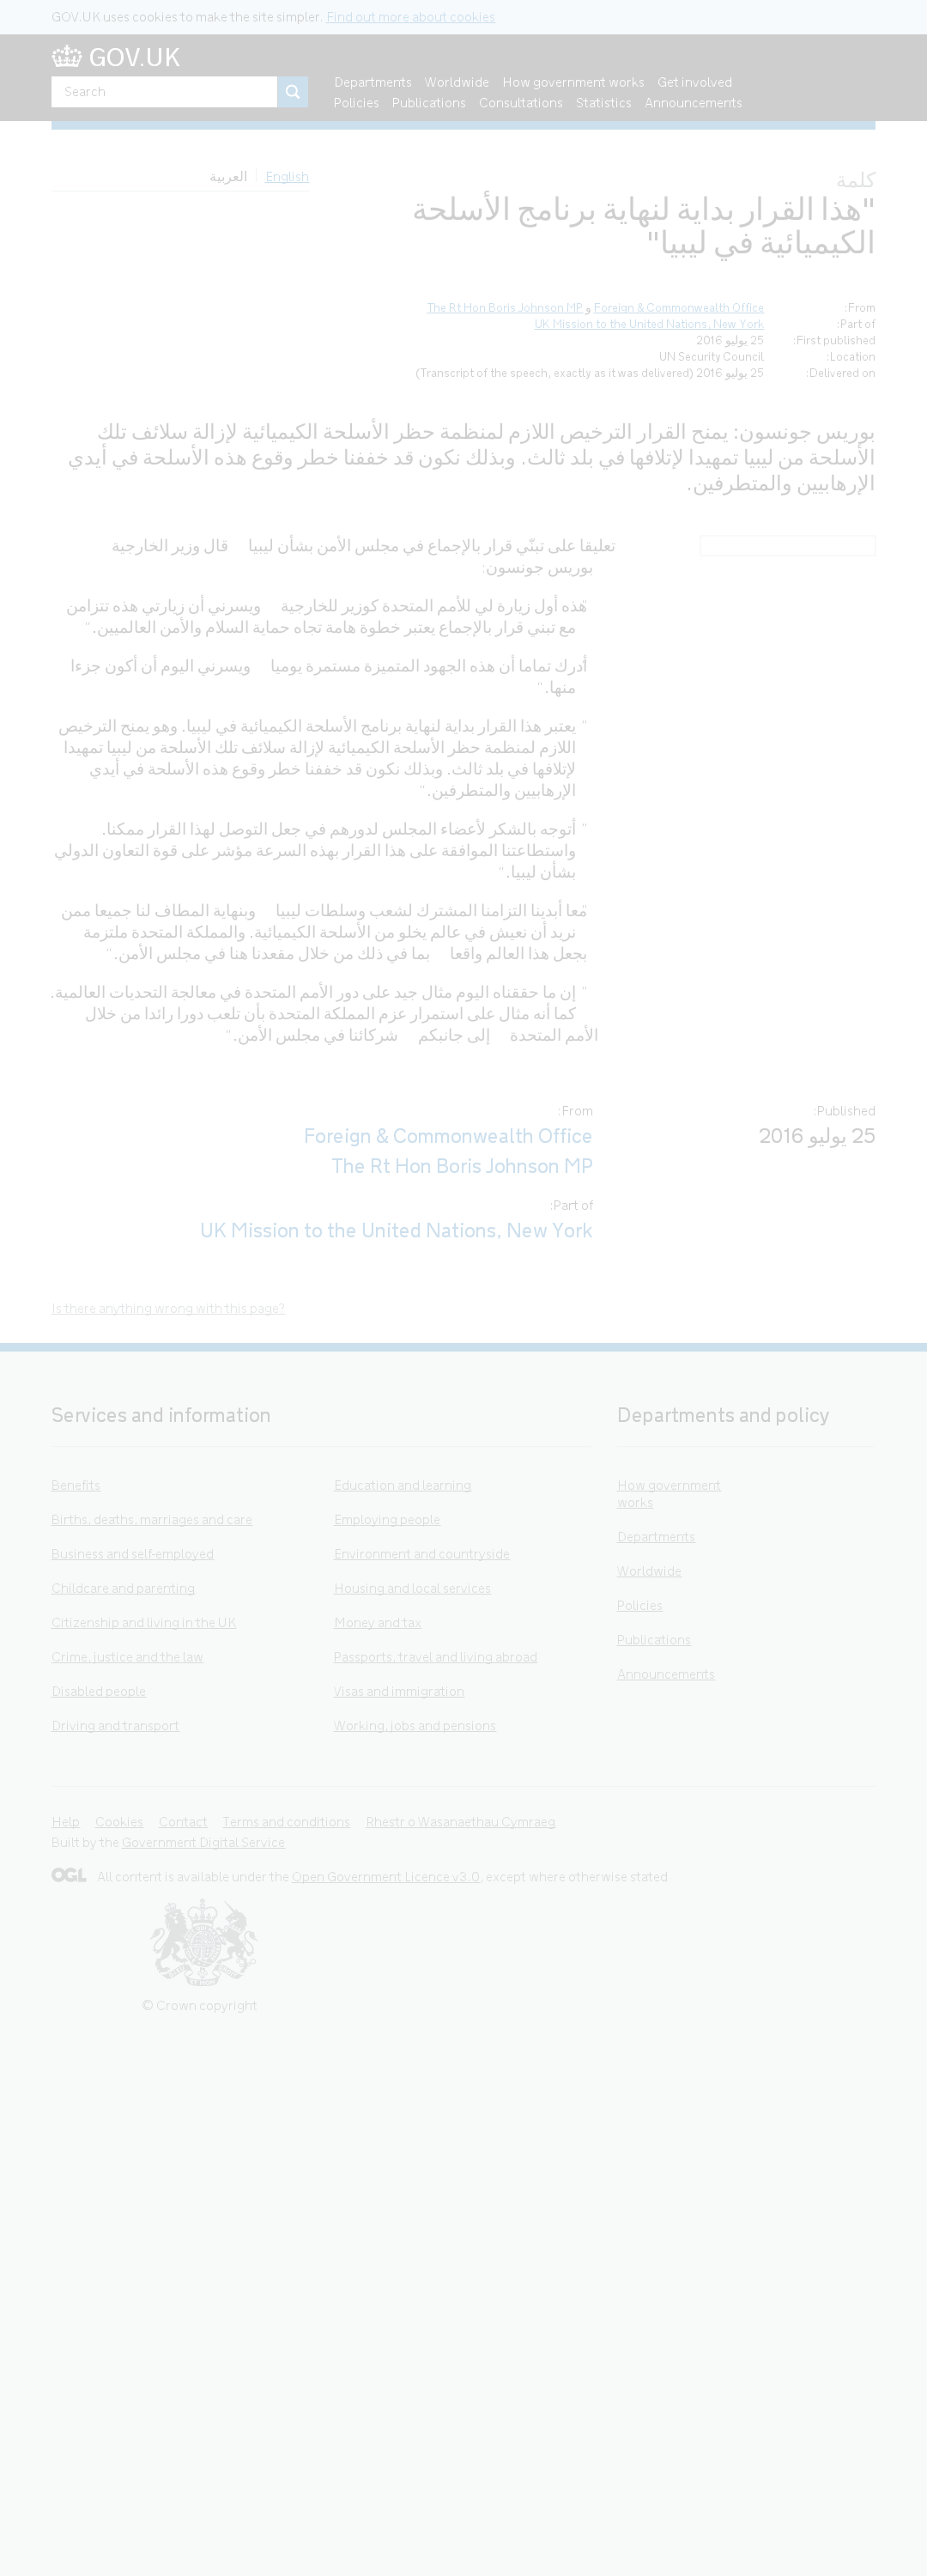 GOV.UK uses cookies to make the site simpler. Find out more about cookies
GOV.UK
Search
Departments Worldwide How government works Get involved
Policies Publications Consultations Statistics Announcements
English العربية
كلمة
"هذا القرار بداية لنهاية برنامج الأسلحة
الكيميائية في ليبيا"
From: Foreign & Commonwealth Office و The Rt Hon Boris Johnson MP
Part of: UK Mission to the United Nations, New York
First published: 25 يوليو 2016
Location: UN Security Council
Delivered on: 25 يوليو 2016 (Transcript of the speech, exactly as it was delivered)
بوريس جونسون: يمنح القرار الترخيص اللازم لمنظمة حظر الأسلحة الكيميائية لإزالة سلائف تلك
الأسلحة من ليبيا تمهيدا لإتلافها في بلد ثالث. وبذلك نكون قد خففنا خطر وقوع هذه الأسلحة في أيدي
الإرهابيين والمتطرفين.
تعليقا على تبنّي قرار بالإجماع في مجلس الأمن بشأن ليبيا قال وزير الخارجية
بوريس جونسون:
"هذه أول زيارة لي للأمم المتحدة كوزير للخارجية ويسرني أن زيارتي هذه تتزامن
مع تبني قرار بالإجماع يعتبر خطوة هامة تجاه حماية السلام والأمن العالميين."
"أدرك تماما أن هذه الجهود المتميزة مستمرة يوميا ويسرني اليوم أن أكون جزءا
منها."
"يعتبر هذا القرار بداية لنهاية برنامج الأسلحة الكيميائية في ليبيا. وهو يمنح الترخيص
اللازم لمنظمة حظر الأسلحة الكيميائية لإزالة سلائف تلك الأسلحة من ليبيا تمهيدا
لإتلافها في بلد ثالث. وبذلك نكون قد خففنا خطر وقوع هذه الأسلحة في أيدي
الإرهابيين والمتطرفين."
"أتوجه بالشكر لأعضاء المجلس لدورهم في جعل التوصل لهذا القرار ممكنا.
واستطاعتنا الموافقة على هذا القرار بهذه السرعة مؤشر على قوة التعاون الدولي
بشأن ليبيا."
"معا أبدينا التزامنا المشترك لشعب وسلطات ليبيا وبنهاية المطاف لنا جميعا ممن
نريد أن نعيش في عالم يخلو من الأسلحة الكيميائية. والمملكة المتحدة ملتزمة
بجعل هذا العالم واقعا بما في ذلك من خلال مقعدنا هنا في مجلس الأمن."
"إن ما حققناه اليوم مثال جيد على دور الأمم المتحدة في معالجة التحديات العالمية.
كما أنه مثال على استمرار عزم المملكة المتحدة بأن تلعب دورا رائدا من خلال
الأمم المتحدة إلى جانبكم شركائنا في مجلس الأمن."
Published:
25 يوليو 2016
From:
Foreign & Commonwealth Office
The Rt Hon Boris Johnson MP
Part of:
UK Mission to the United Nations, New York
Is there anything wrong with this page?
Services and information
Benefits
Births, deaths, marriages and care
Business and self-employed
Childcare and parenting
Citizenship and living in the UK
Crime, justice and the law
Disabled people
Driving and transport
Education and learning
Employing people
Environment and countryside
Housing and local services
Money and tax
Passports, travel and living abroad
Visas and immigration
Working, jobs and pensions
Departments and policy
How government
works
Departments
Worldwide
Policies
Publications
Announcements
Help Cookies Contact Terms and conditions Rhestr o Wasanaethau Cymraeg
Built by the Government Digital Service
OGL All content is available under the Open Government Licence v3.0, except where otherwise stated
© Crown copyright